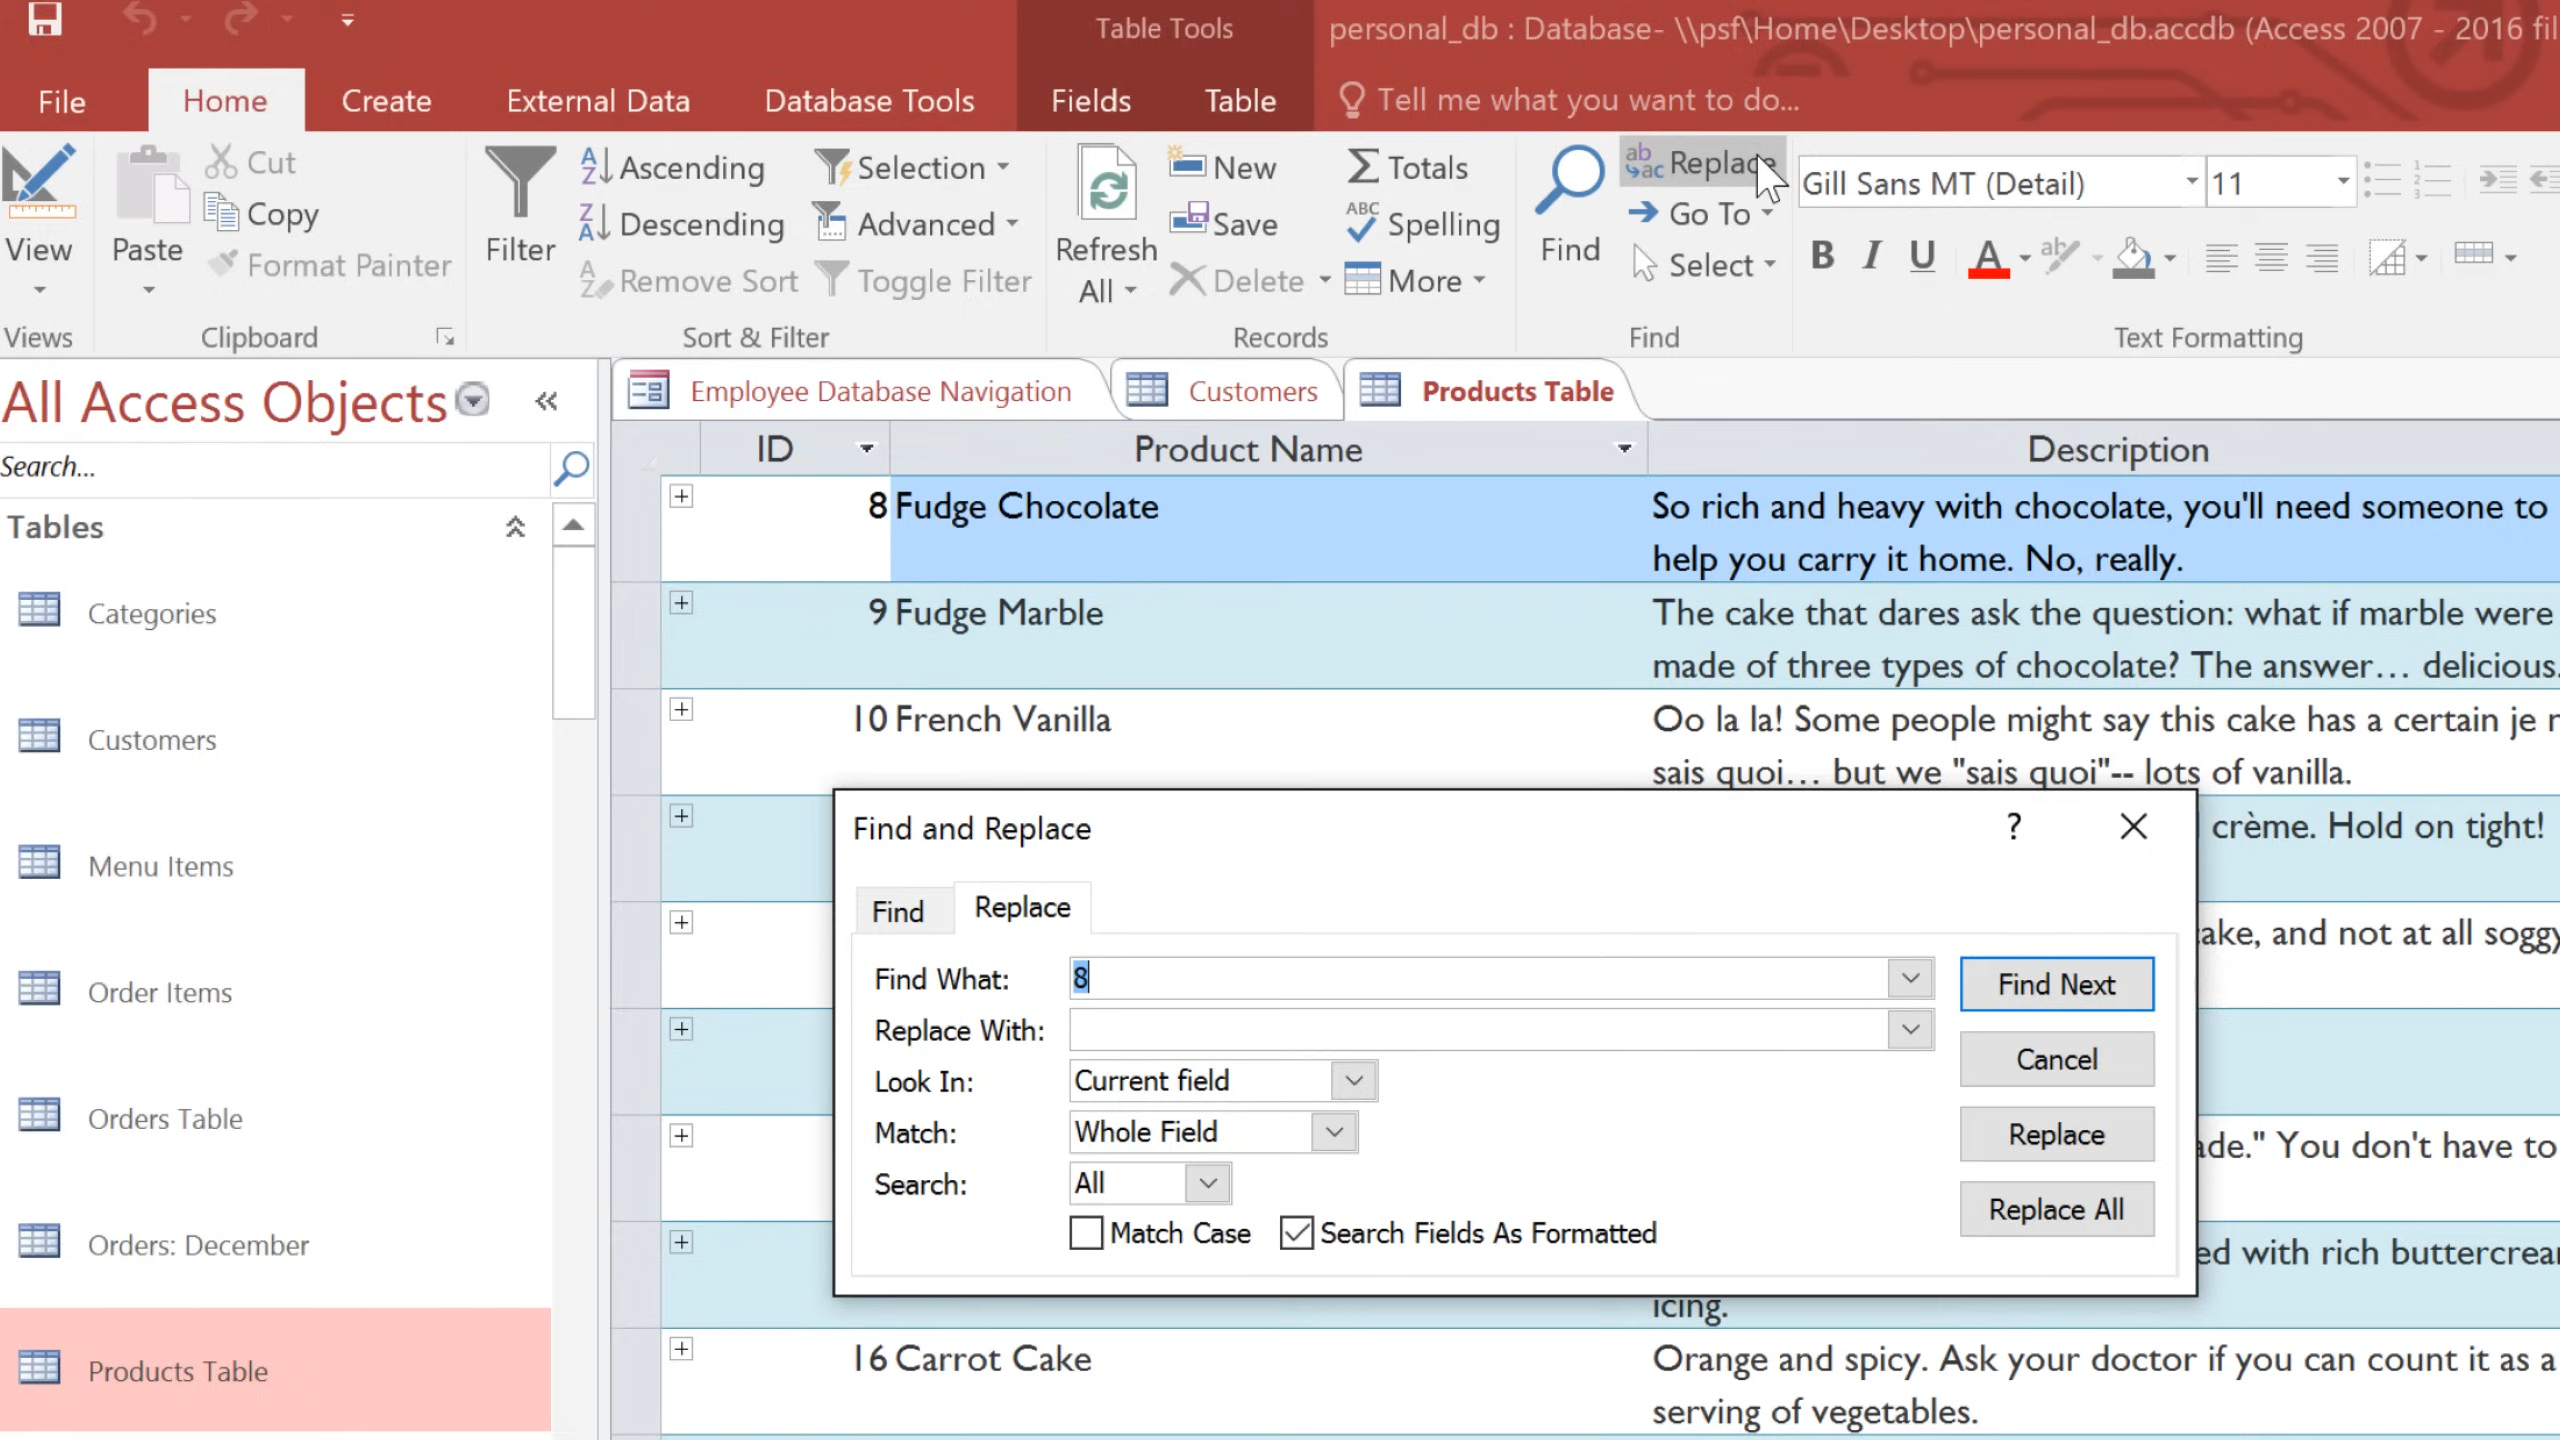 Table Tools
personal_db : Database- \\psf\Home\Desktop\personal_db.accdb (Access 2007 - 2016 fil
File
Home
Create
External Data
Database Tools
Fields
Table
Tell me what you want to do...
View
Views
Paste
Cut
Copy
Format Painter
Clipboard
Filter
Ascending
Descending
Remove Sort
Selection
Advanced
Toggle Filter
Sort & Filter
Refresh
All
New
Save
Delete
Totals
Spelling
More
Records
Find
Replace
Go To
Select
Find
Gill Sans MT (Detail)
11
B I U A
Text Formatting
All Access Objects
Search...
Tables
Categories
Customers
Menu Items
Order Items
Orders Table
Orders: December
Products Table
Employee Database Navigation
Customers
Products Table
ID
Product Name
Description
8 Fudge Chocolate
So rich and heavy with chocolate, you'll need someone to
help you carry it home. No, really.
9 Fudge Marble
The cake that dares ask the question: what if marble were
made of three types of chocolate? The answer… delicious.
10 French Vanilla
Oo la la! Some people might say this cake has a certain je n
sais quoi… but we "sais quoi"-- lots of vanilla.
crème. Hold on tight!
cake, and not at all soggy
ade." You don't have to
ed with rich buttercream
icing.
16 Carrot Cake
Orange and spicy. Ask your doctor if you can count it as a
serving of vegetables.
Find and Replace
?
Find
Replace
Find What:
8
Replace With:
Look In:
Current field
Match:
Whole Field
Search:
All
Match Case
Search Fields As Formatted
Find Next
Cancel
Replace
Replace All